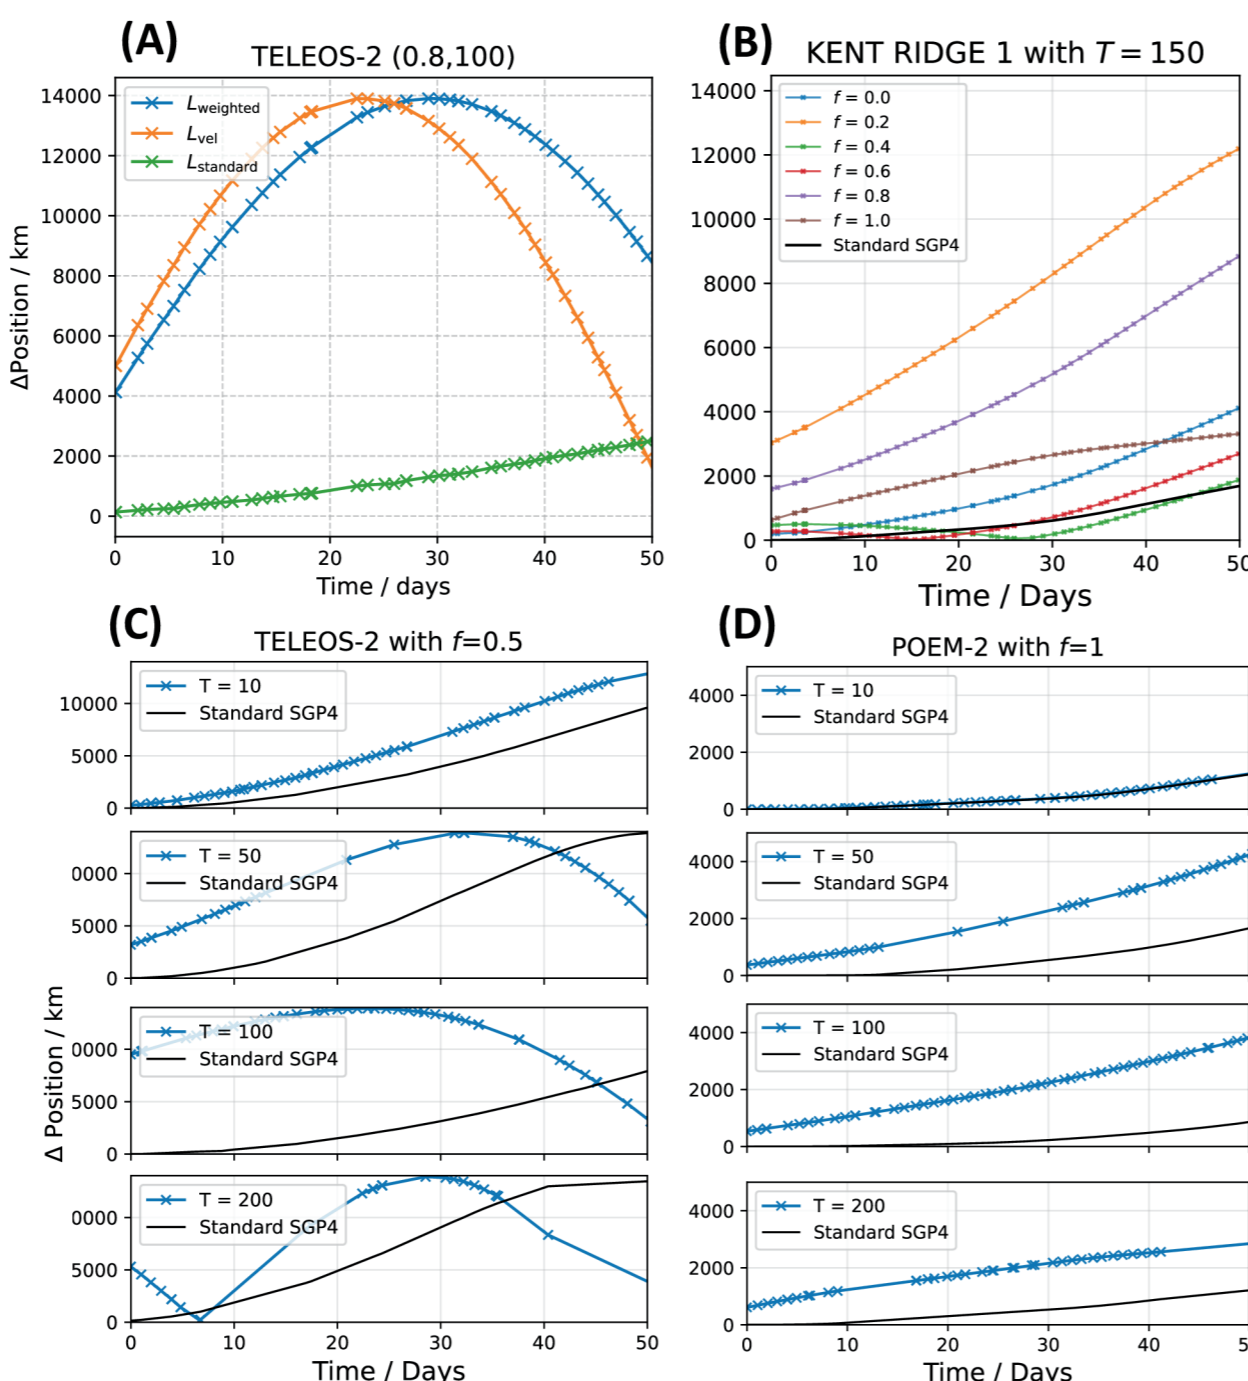 (A)
TELEOS-2 (0.8,100)
ΔPosition / km
14000
12000
10000
8000
6000
4000
2000
0
L_weighted
L_vel
L_standard
0 10 20 30 40 50
Time / days
(B)
KENT RIDGE 1 with T = 150
14000
12000
10000
8000
6000
4000
2000
0
f = 0.0
f = 0.2
f = 0.4
f = 0.6
f = 0.8
f = 1.0
Standard SGP4
0 10 20 30 40 50
Time / Days
(C)
TELEOS-2 with f=0.5
Δ Position / km
10000
5000
0
T = 10
Standard SGP4
0000
5000
0
T = 50
Standard SGP4
0000
5000
0
T = 100
Standard SGP4
0000
5000
0
T = 200
Standard SGP4
0 10 20 30 40 50
Time / Days
(D)
POEM-2 with f=1
4000
2000
0
T = 10
Standard SGP4
4000
2000
0
T = 50
Standard SGP4
4000
2000
0
T = 100
Standard SGP4
4000
2000
0
T = 200
Standard SGP4
0 10 20 30 40 50
Time / Days